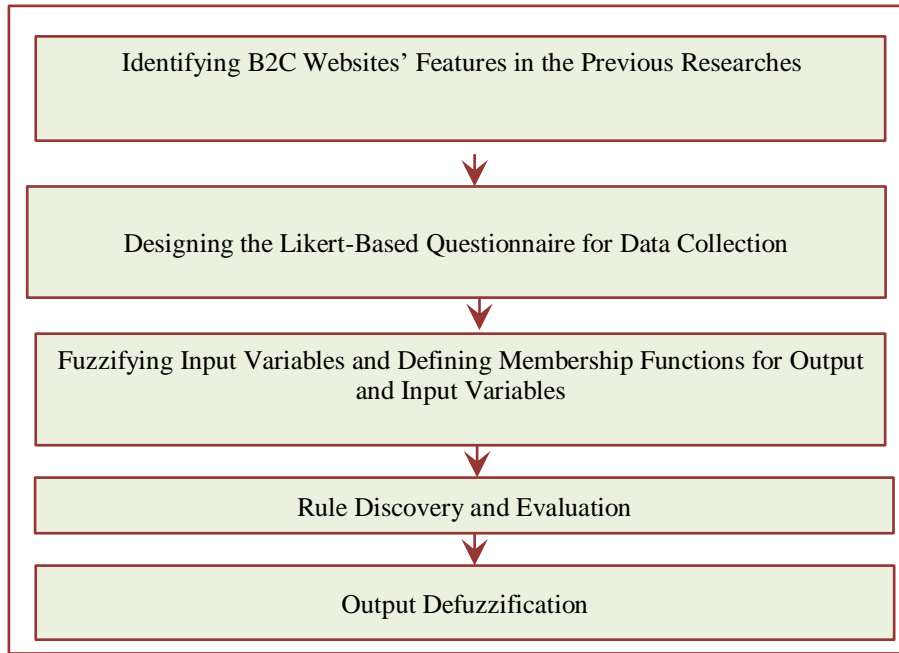 Identifying B2C Websites’ Features in the Previous Researches
Designing the Likert-Based Questionnaire for Data Collection
Fuzzifying Input Variables and Defining Membership Functions for Output
and Input Variables
Rule Discovery and Evaluation
Output Defuzzification